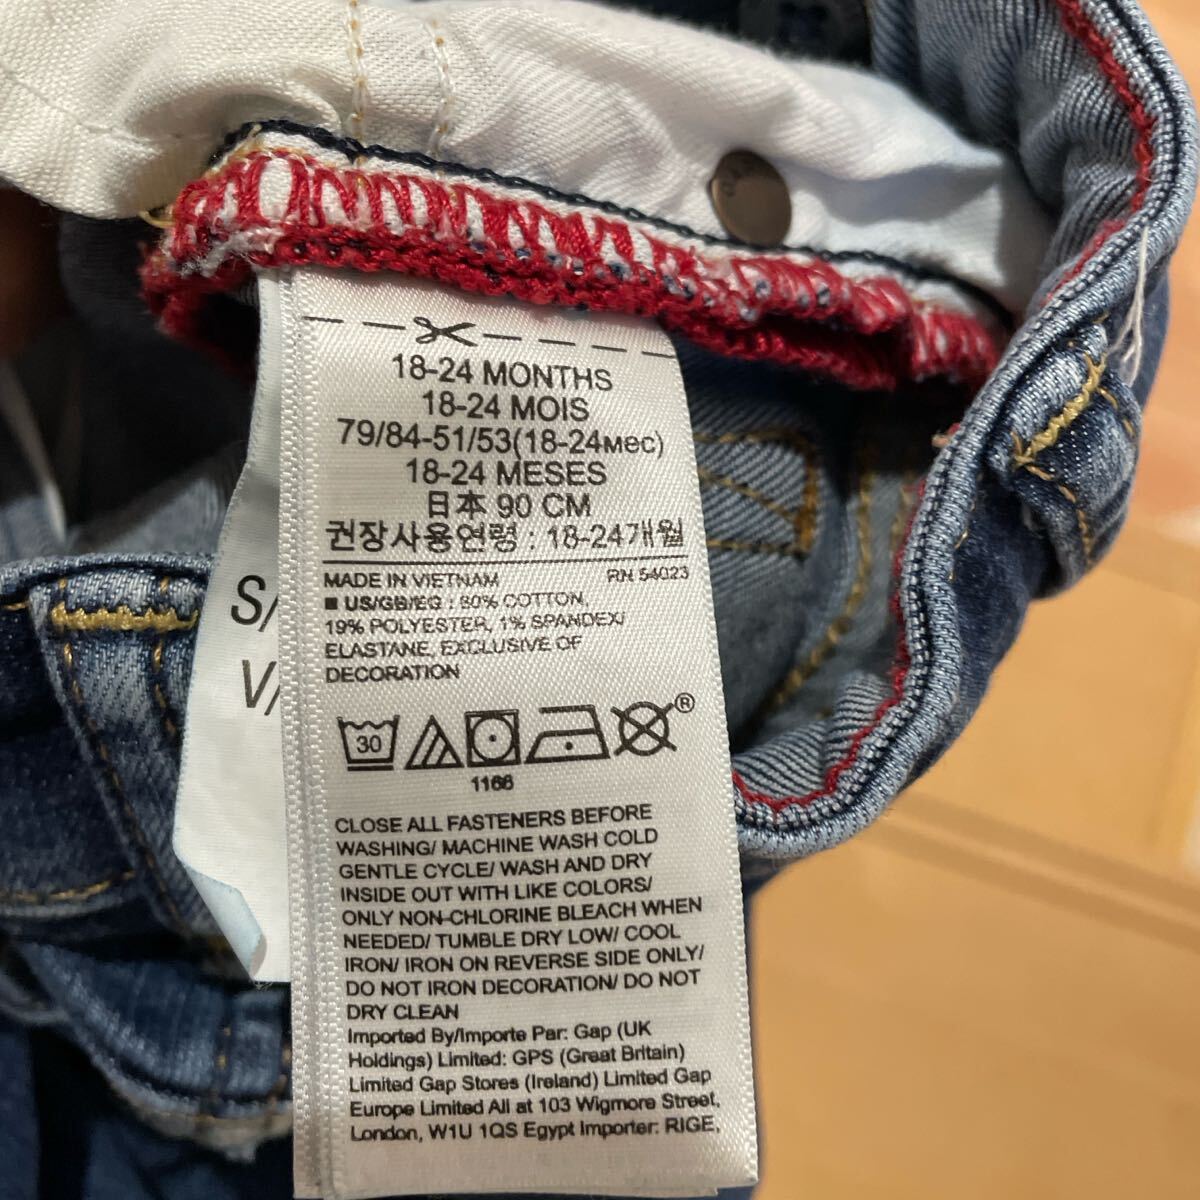 18-24 MONTHS
18-24 MOIS
79/84-51/53(18-24мес)
18-24 MESES
日本 90 CM
권장사용연령 : 18-24개월
MADE IN VIETNAM RN 54023
■ US/GB/EG : 80% COTTON,
19% POLYESTER, 1% SPANDEX/
ELASTANE, EXCLUSIVE OF
DECORATION
30 ®
1166
CLOSE ALL FASTENERS BEFORE
WASHING/ MACHINE WASH COLD
GENTLE CYCLE/ WASH AND DRY
INSIDE OUT WITH LIKE COLORS/
ONLY NON-CHLORINE BLEACH WHEN
NEEDED/ TUMBLE DRY LOW/ COOL
IRON/ IRON ON REVERSE SIDE ONLY/
DO NOT IRON DECORATION/ DO NOT
DRY CLEAN
Imported By/Importe Par: Gap (UK
Holdings) Limited: GPS (Great Britain)
Limited Gap Stores (Ireland) Limited Gap
Europe Limited All at 103 Wigmore Street,
London, W1U 1QS Egypt Importer: RIGE,
S/
V/